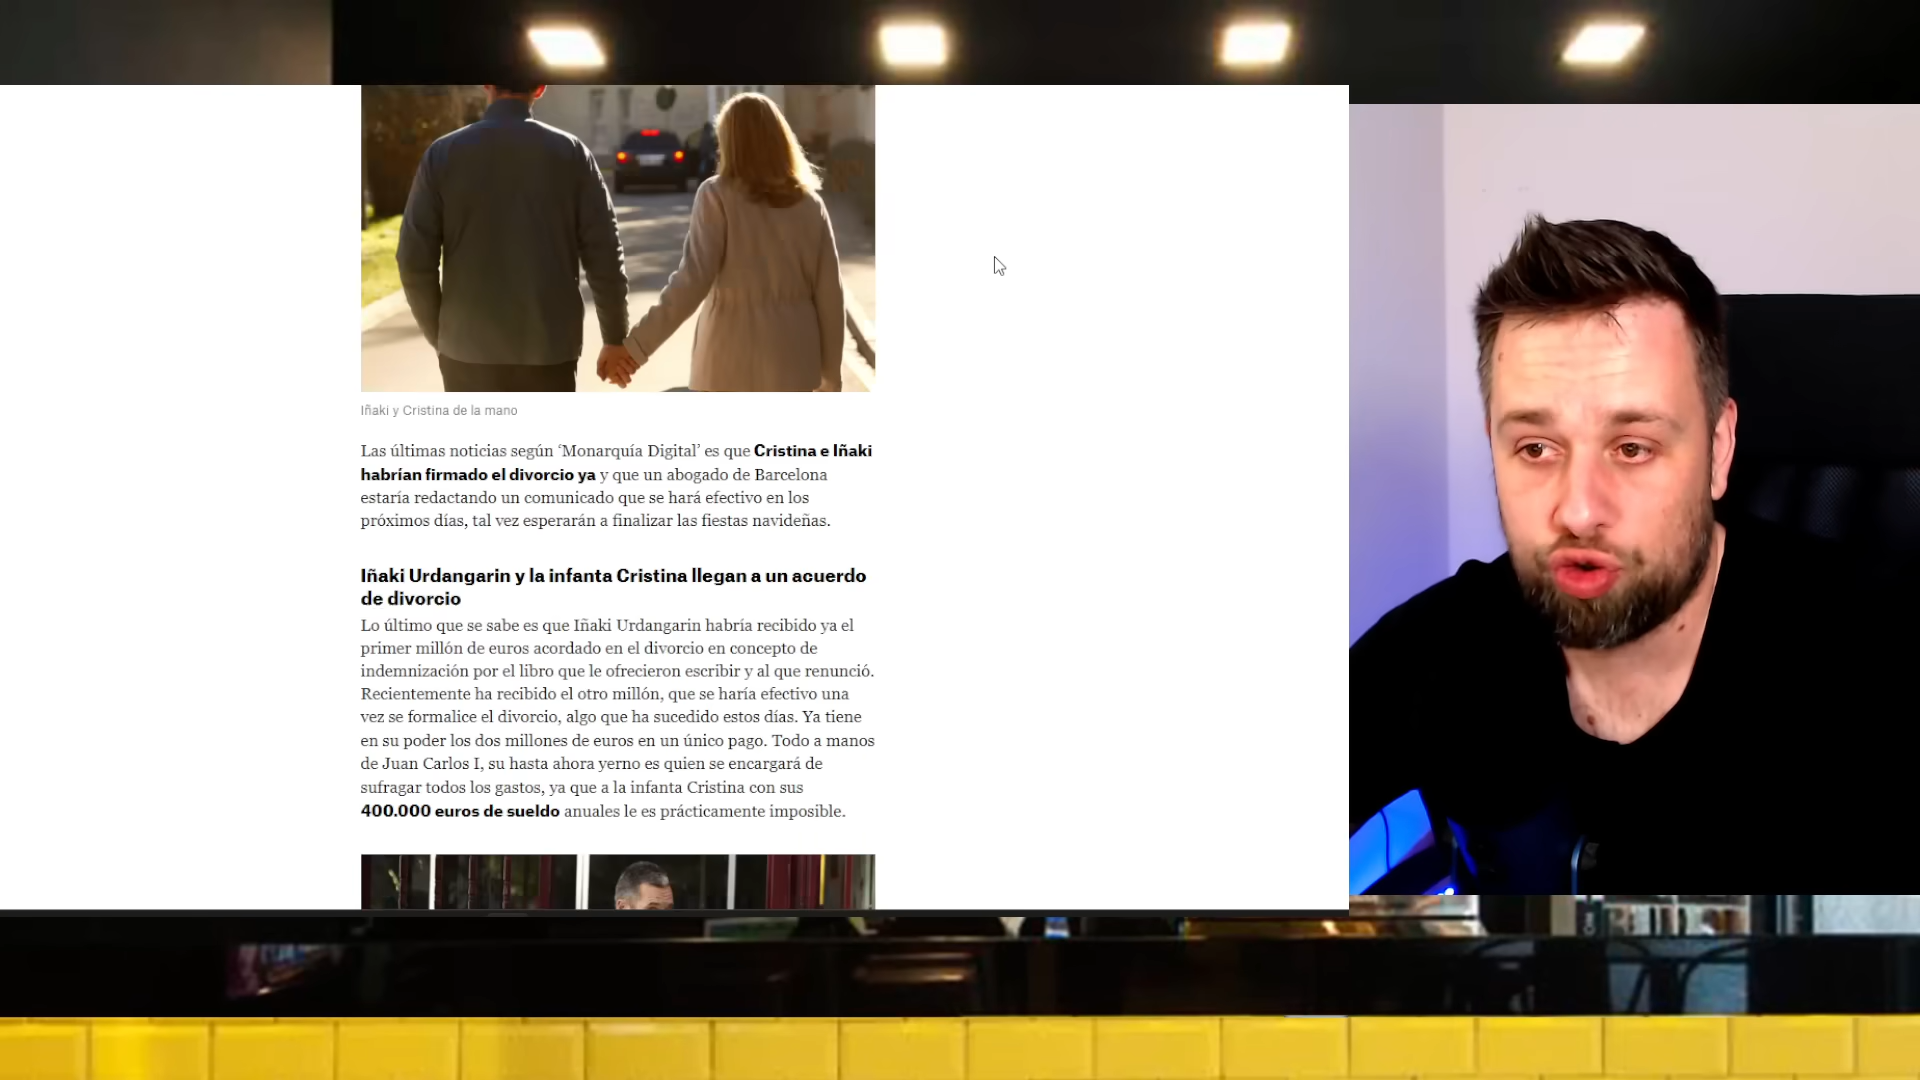 Iñaki y Cristina de la mano
Las últimas noticias según ‘Monarquía Digital’ es que Cristina e Iñaki
habrían firmado el divorcio ya y que un abogado de Barcelona
estaría redactando un comunicado que se hará efectivo en los
próximos días, tal vez esperarán a finalizar las fiestas navideñas.
Iñaki Urdangarin y la infanta Cristina llegan a un acuerdo
de divorcio
Lo último que se sabe es que Iñaki Urdangarin habría recibido ya el
primer millón de euros acordado en el divorcio en concepto de
indemnización por el libro que le ofrecieron escribir y al que renunció.
Recientemente ha recibido el otro millón, que se haría efectivo una
vez se formalice el divorcio, algo que ha sucedido estos días. Ya tiene
en su poder los dos millones de euros en un único pago. Todo a manos
de Juan Carlos I, su hasta ahora yerno es quien se encargará de
sufragar todos los gastos, ya que a la infanta Cristina con sus
400.000 euros de sueldo anuales le es prácticamente imposible.